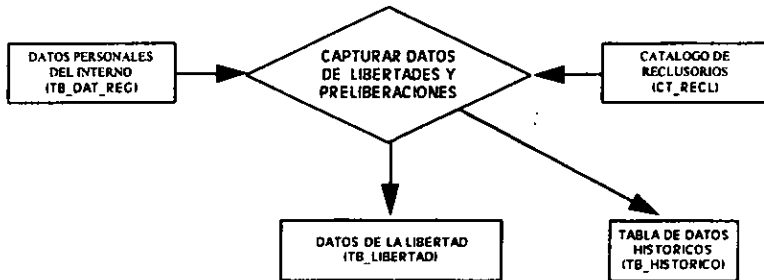 DATOS PERSONALES
DEL INTERNO
(TB_DAT_REG)
CAPTURAR DATOS
DE LIBERTADES Y
PRELIBERACIONES
CATALOGO DE
RECLUSORIOS
(CT_RECL)
DATOS DE LA LIBERTAD
(TB_LIBERTAD)
TABLA DE DATOS
HISTORICOS
(TB_HISTORICO)